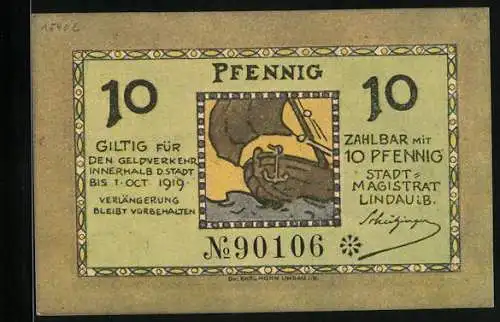 PFENNIG
10
10
GILTIG FÜR
DEN GELDVERKEHR
INNERHALB D. STADT
BIS 1. OCT 1919.
VERLÄNGERUNG
BLEIBT VORBEHALTEN
ZAHLBAR MIT
10 PFENNIG
STADT=
MAGISTRAT
LINDAU i.B.
№ 90106